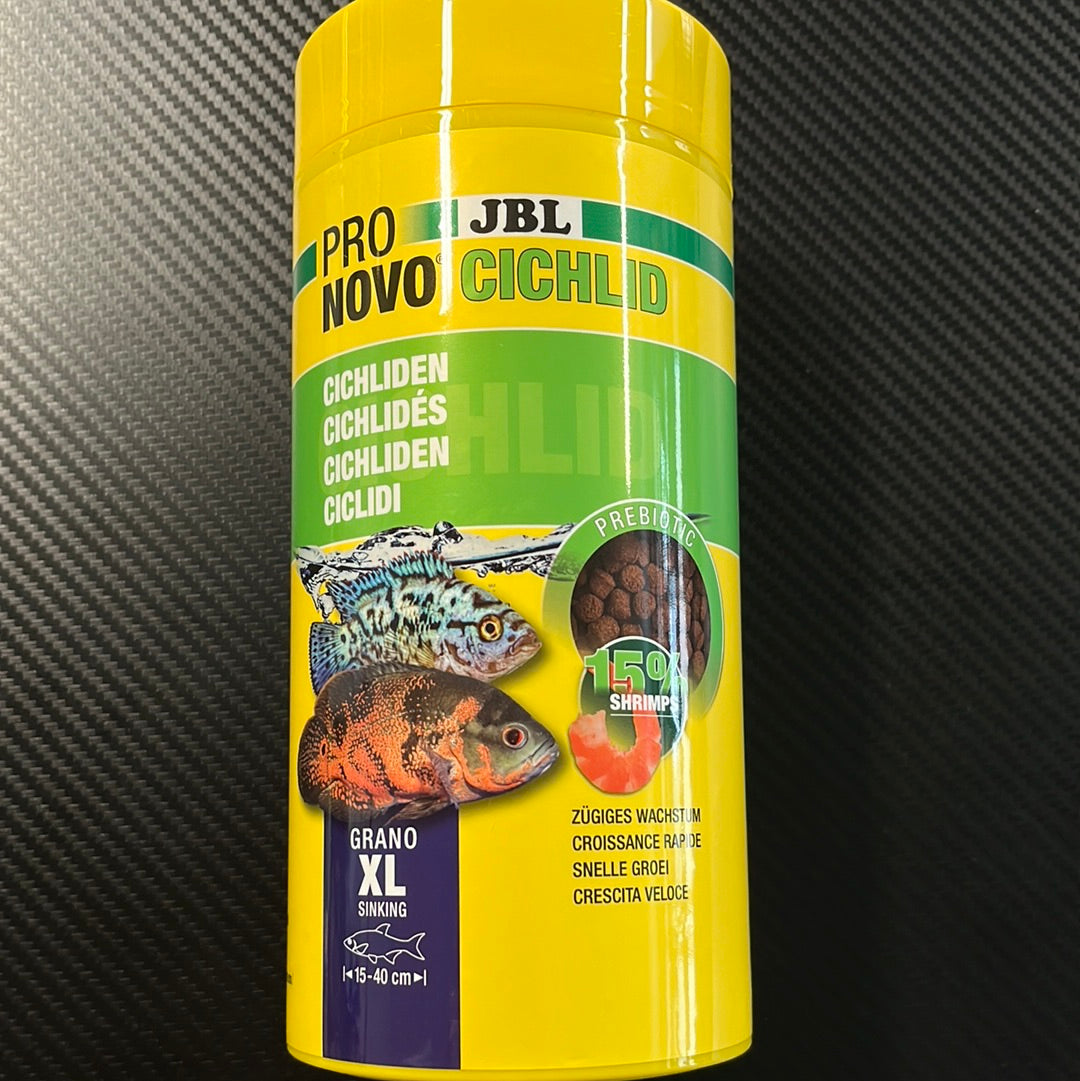 JBL
PRO
NOVO® CICHLID
CICHLIDEN
CICHLIDÉS
CICHLIDEN
CICLIDI
PREBIOTIC
15%
SHRIMPS
ZÜGIGES WACHSTUM
CROISSANCE RAPIDE
SNELLE GROEI
CRESCITA VELOCE
GRANO
XL
SINKING
15-40 cm